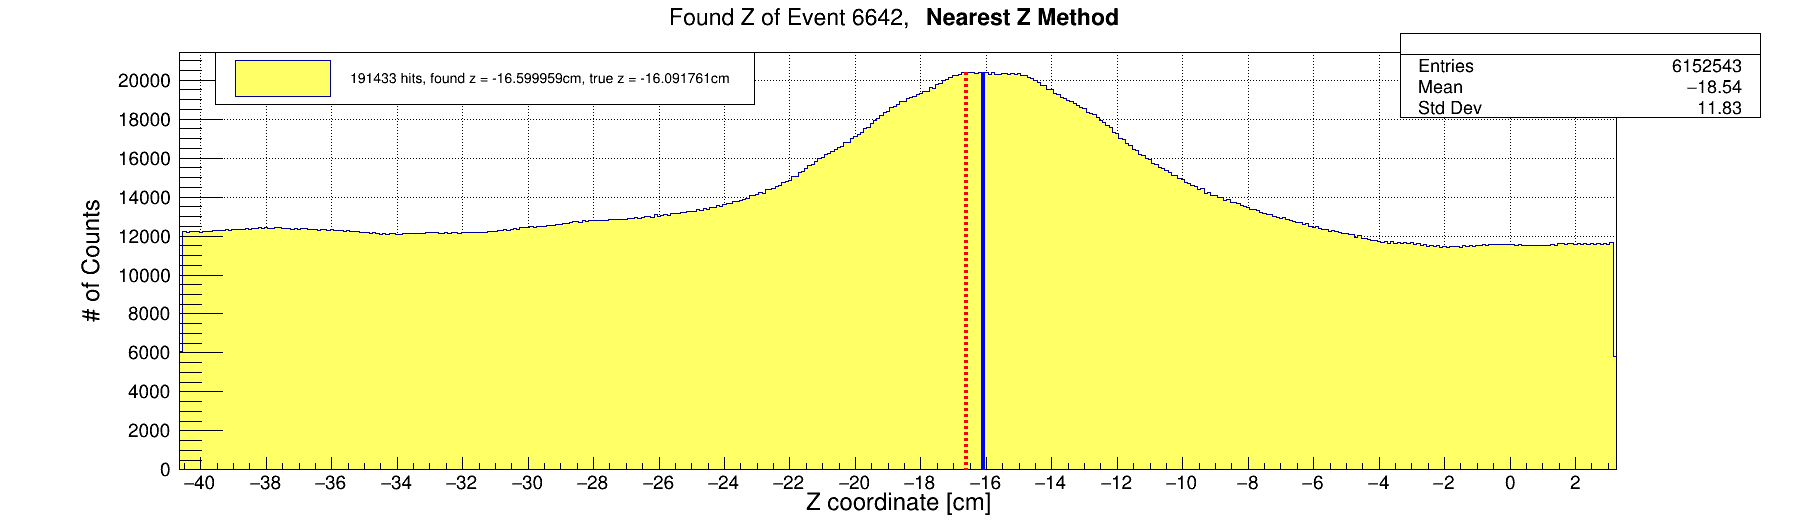 Found Z of Event 6642, Nearest Z Method
191433 hits, found z = -16.599959cm, true z = -16.091761cm
Entries 6152543
Mean −18.54
Std Dev 11.83
# of Counts
20000
18000
16000
14000
12000
10000
8000
6000
4000
2000
0
−40 −38 −36 −34 −32 −30 −28 −26 −24 −22 −20 −18 −16 −14 −12 −10 −8 −6 −4 −2 0 2
Z coordinate [cm]